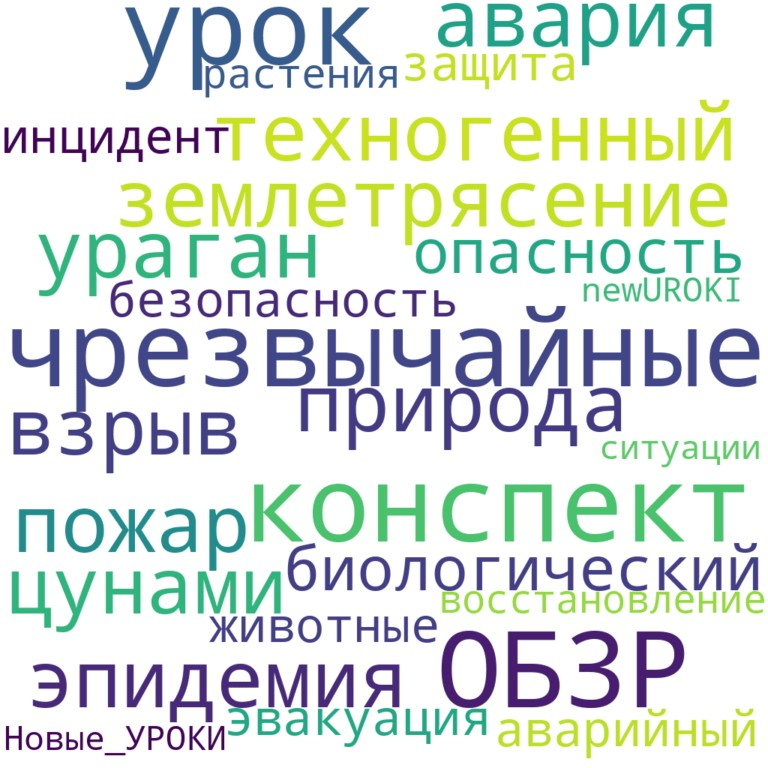 урок
авария
растения
защита
инцидент
техногенный
землетрясение
ураган
опасность
безопасность
newUROKI
чрезвычайные
природа
взрыв
ситуации
конспект
пожар
биологический
цунами
восстановление
животные
эпидемия
ОБЗР
эвакуация
аварийный
Новые_УРОКИ